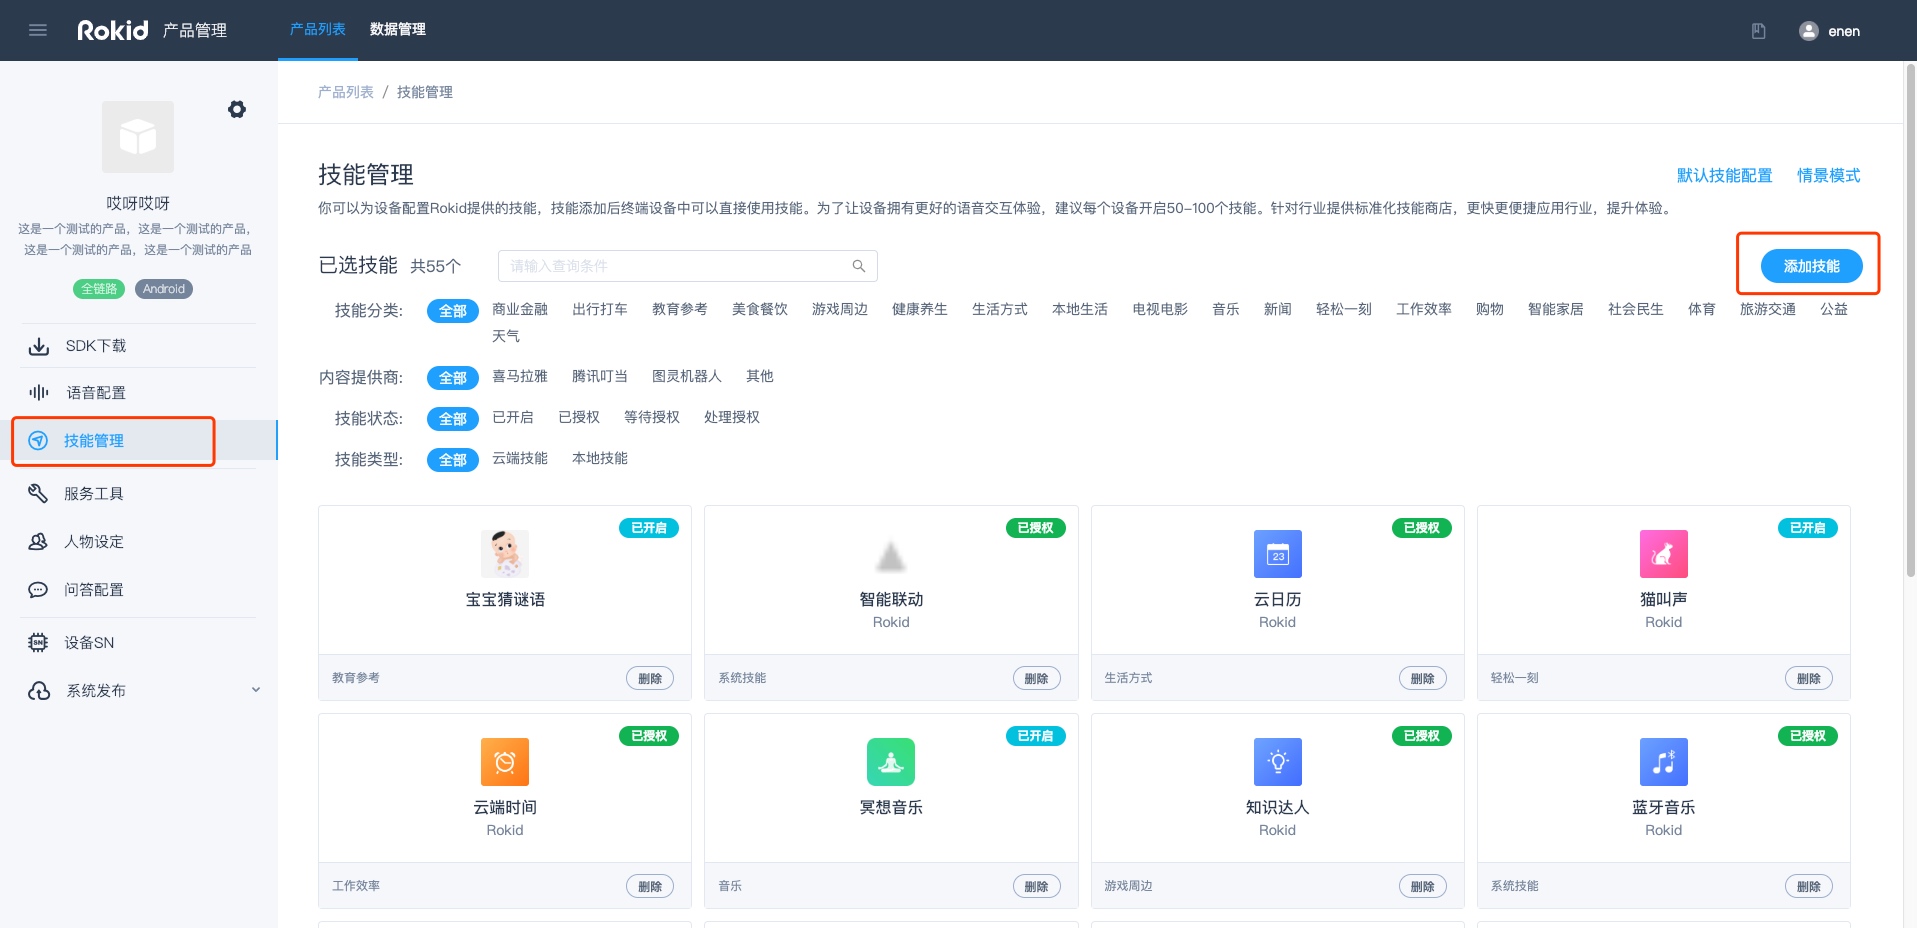 Rokid 产品管理 产品列表 数据管理 enen
产品列表 / 技能管理
哎呀哎呀
这是一个测试的产品，这是一个测试的产品，
这是一个测试的产品，这是一个测试的产品
全链路 Android
SDK下载
语音配置
技能管理
服务工具
人物设定
问答配置
设备SN
系统发布
技能管理 默认技能配置 情景模式
你可以为设备配置Rokid提供的技能，技能添加后终端设备中可以直接使用技能。为了让设备拥有更好的语音交互体验，建议每个设备开启50-100个技能。针对行业提供标准化技能商店，更快更便捷应用行业，提升体验。
已选技能 共55个 请输入查询条件 添加技能
技能分类: 全部 商业金融 出行打车 教育参考 美食餐饮 游戏周边 健康养生 生活方式 本地生活 电视电影 音乐 新闻 轻松一刻 工作效率 购物 智能家居 社会民生 体育 旅游交通 公益
天气
内容提供商: 全部 喜马拉雅 腾讯叮当 图灵机器人 其他
技能状态: 全部 已开启 已授权 等待授权 处理授权
技能类型: 全部 云端技能 本地技能
已开启 已授权 已授权 已开启
23
宝宝猜谜语 智能联动 云日历 猫叫声
Rokid Rokid Rokid
教育参考 删除 系统技能 删除 生活方式 删除 轻松一刻 删除
已授权 已开启 已授权 已授权
云端时间 冥想音乐 知识达人 蓝牙音乐
Rokid Rokid Rokid
工作效率 删除 音乐 删除 游戏周边 删除 系统技能 删除